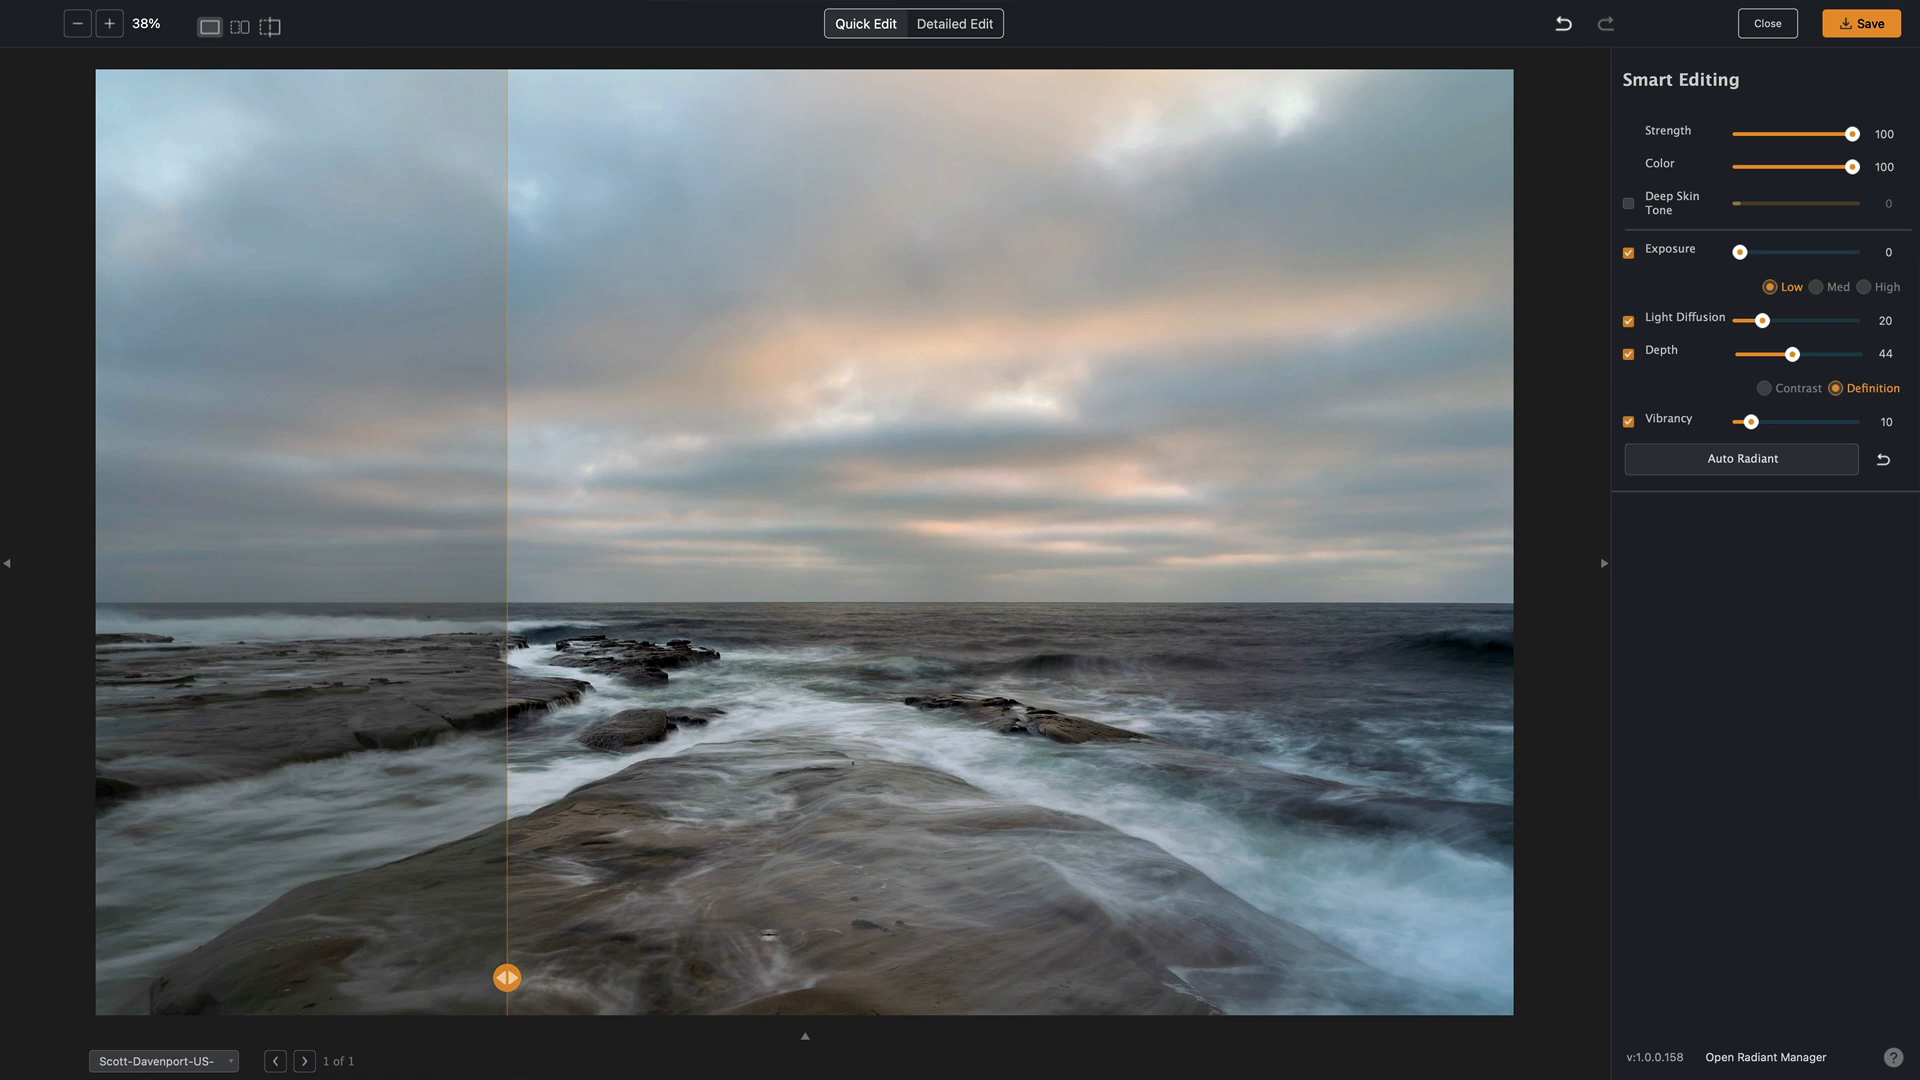 38%
Quick Edit
Detailed Edit
Close
Save
Smart Editing
Strength
100
Color
100
Deep Skin
Tone
0
Exposure
0
Low
Med
High
Light Diffusion
20
Depth
44
Contrast
Definition
Vibrancy
10
Auto Radiant
Scott-Davenport-US-
1 of 1
v:1.0.0.158
Open Radiant Manager
?